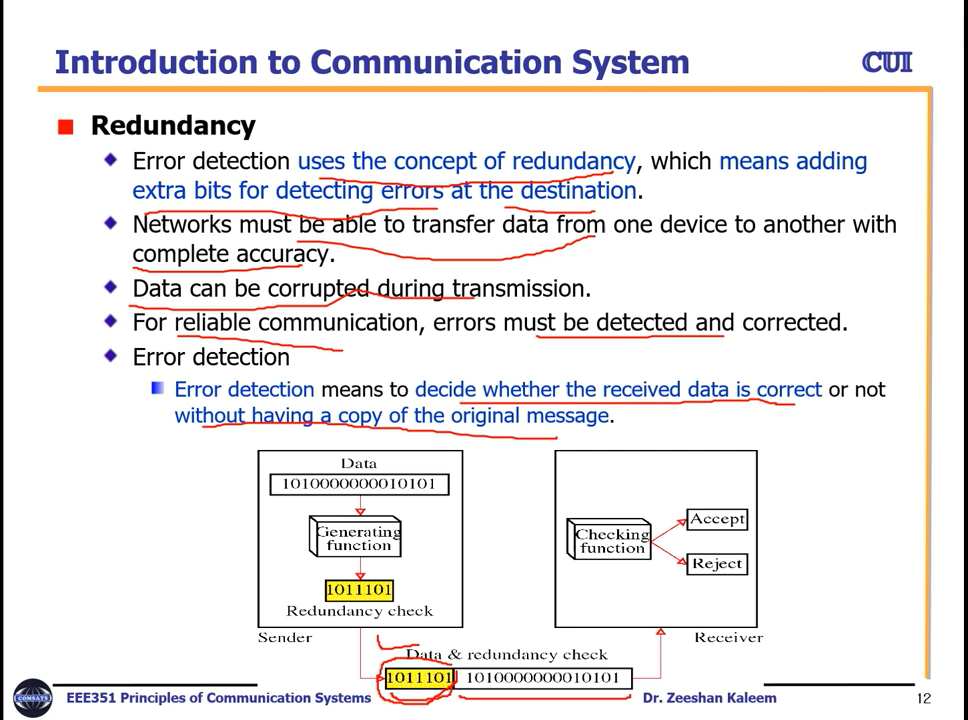 Introduction to Communication System
CUI
Redundancy
Error detection uses the concept of redundancy, which means adding
extra bits for detecting errors at the destination.
Networks must be able to transfer data from one device to another with
complete accuracy.
Data can be corrupted during transmission.
For reliable communication, errors must be detected and corrected.
Error detection
Error detection means to decide whether the received data is correct or not
without having a copy of the original message.
Data
1010000000010101
Generating
function
1011101
Redundancy check
Sender
Checking
function
Accept
Reject
Receiver
Data & redundancy check
1011101 1010000000010101
COMSATS
EEE351 Principles of Communication Systems
Dr. Zeeshan Kaleem
12